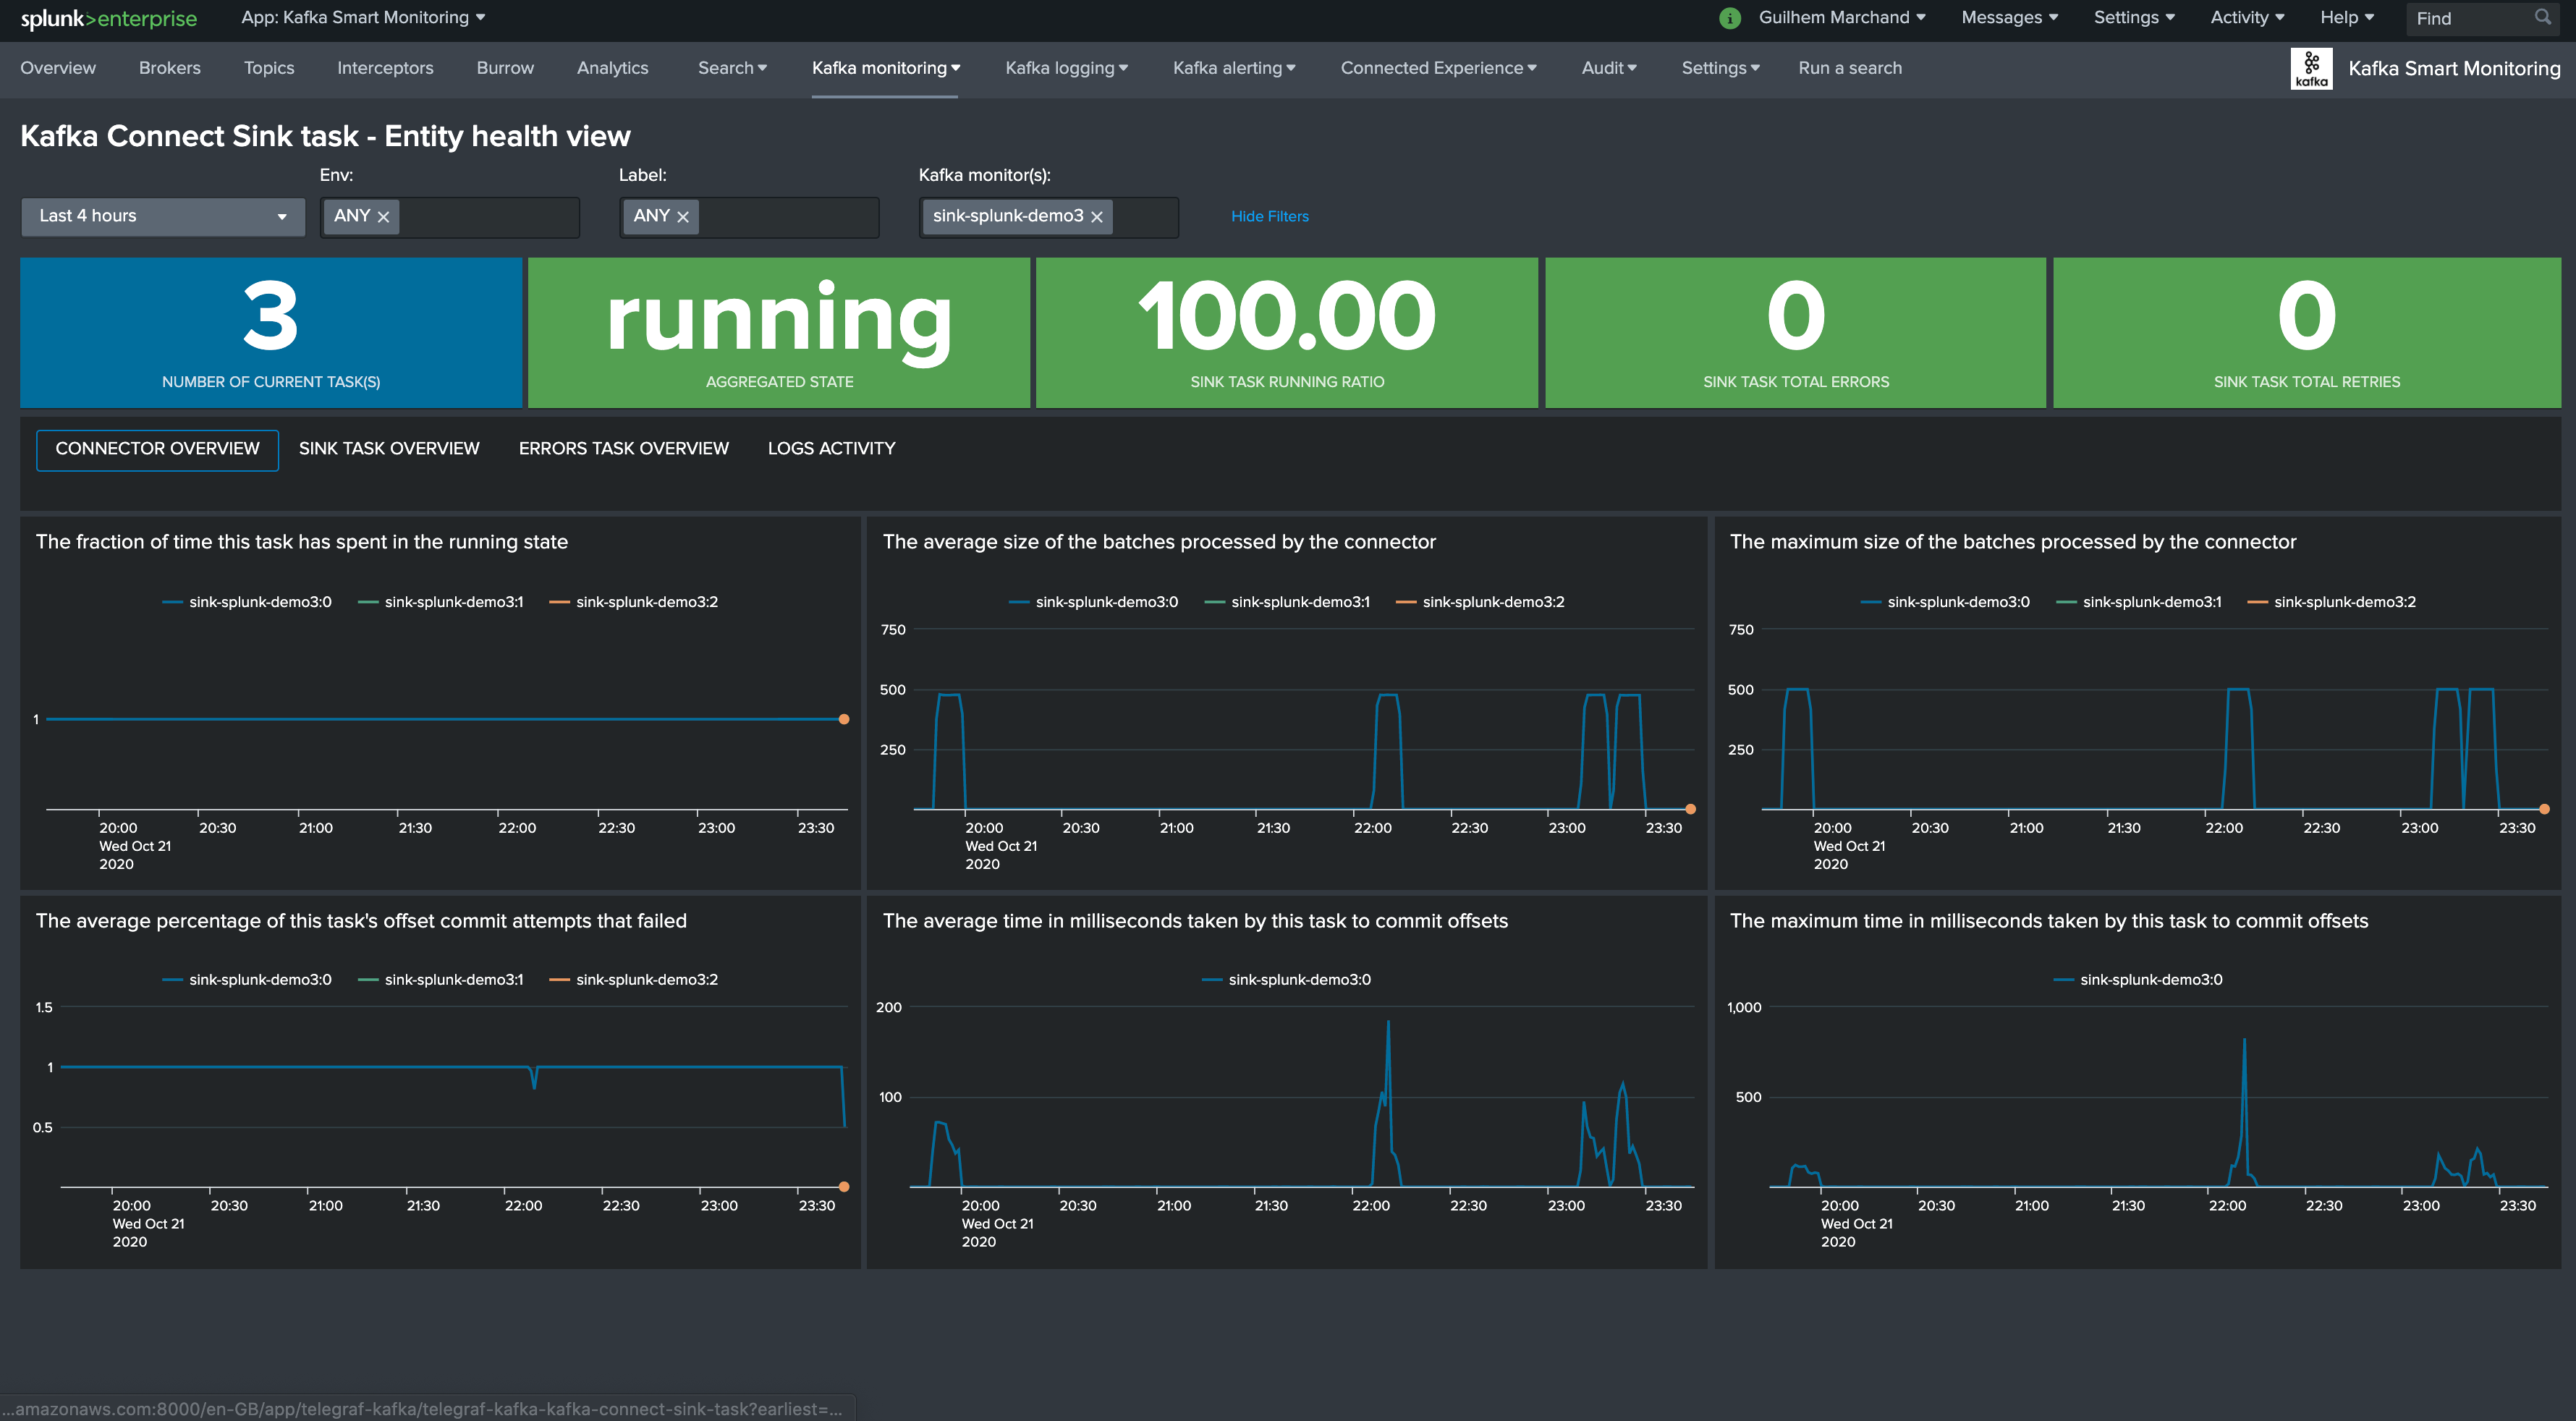 splunk>enterprise App: Kafka Smart Monitoring i Guilhem Marchand Messages Settings Activity Help Find
Overview Brokers Topics Interceptors Burrow Analytics Search Kafka monitoring Kafka logging Kafka alerting Connected Experience Audit Settings Run a search kafka Kafka Smart Monitoring
Kafka Connect Sink task - Entity health view
Env: Label: Kafka monitor(s):
Last 4 hours ANY ANY sink-splunk-demo3 Hide Filters
3 running 100.00 0 0
NUMBER OF CURRENT TASK(S) AGGREGATED STATE SINK TASK RUNNING RATIO SINK TASK TOTAL ERRORS SINK TASK TOTAL RETRIES
CONNECTOR OVERVIEW SINK TASK OVERVIEW ERRORS TASK OVERVIEW LOGS ACTIVITY
The fraction of time this task has spent in the running state
sink-splunk-demo3:0 sink-splunk-demo3:1 sink-splunk-demo3:2
1
20:00 20:30 21:00 21:30 22:00 22:30 23:00 23:30
Wed Oct 21
2020
The average size of the batches processed by the connector
sink-splunk-demo3:0 sink-splunk-demo3:1 sink-splunk-demo3:2
750
500
250
20:00 20:30 21:00 21:30 22:00 22:30 23:00 23:30
Wed Oct 21
2020
The maximum size of the batches processed by the connector
sink-splunk-demo3:0 sink-splunk-demo3:1 sink-splunk-demo3:2
750
500
250
20:00 20:30 21:00 21:30 22:00 22:30 23:00 23:30
Wed Oct 21
2020
The average percentage of this task's offset commit attempts that failed
sink-splunk-demo3:0 sink-splunk-demo3:1 sink-splunk-demo3:2
1.5
1
0.5
20:00 20:30 21:00 21:30 22:00 22:30 23:00 23:30
Wed Oct 21
2020
The average time in milliseconds taken by this task to commit offsets
sink-splunk-demo3:0
200
100
20:00 20:30 21:00 21:30 22:00 22:30 23:00 23:30
Wed Oct 21
2020
The maximum time in milliseconds taken by this task to commit offsets
sink-splunk-demo3:0
1,000
500
20:00 20:30 21:00 21:30 22:00 22:30 23:00 23:30
Wed Oct 21
2020
...amazonaws.com:8000/en-GB/app/telegraf-kafka/telegraf-kafka-kafka-connect-sink-task?earliest=...